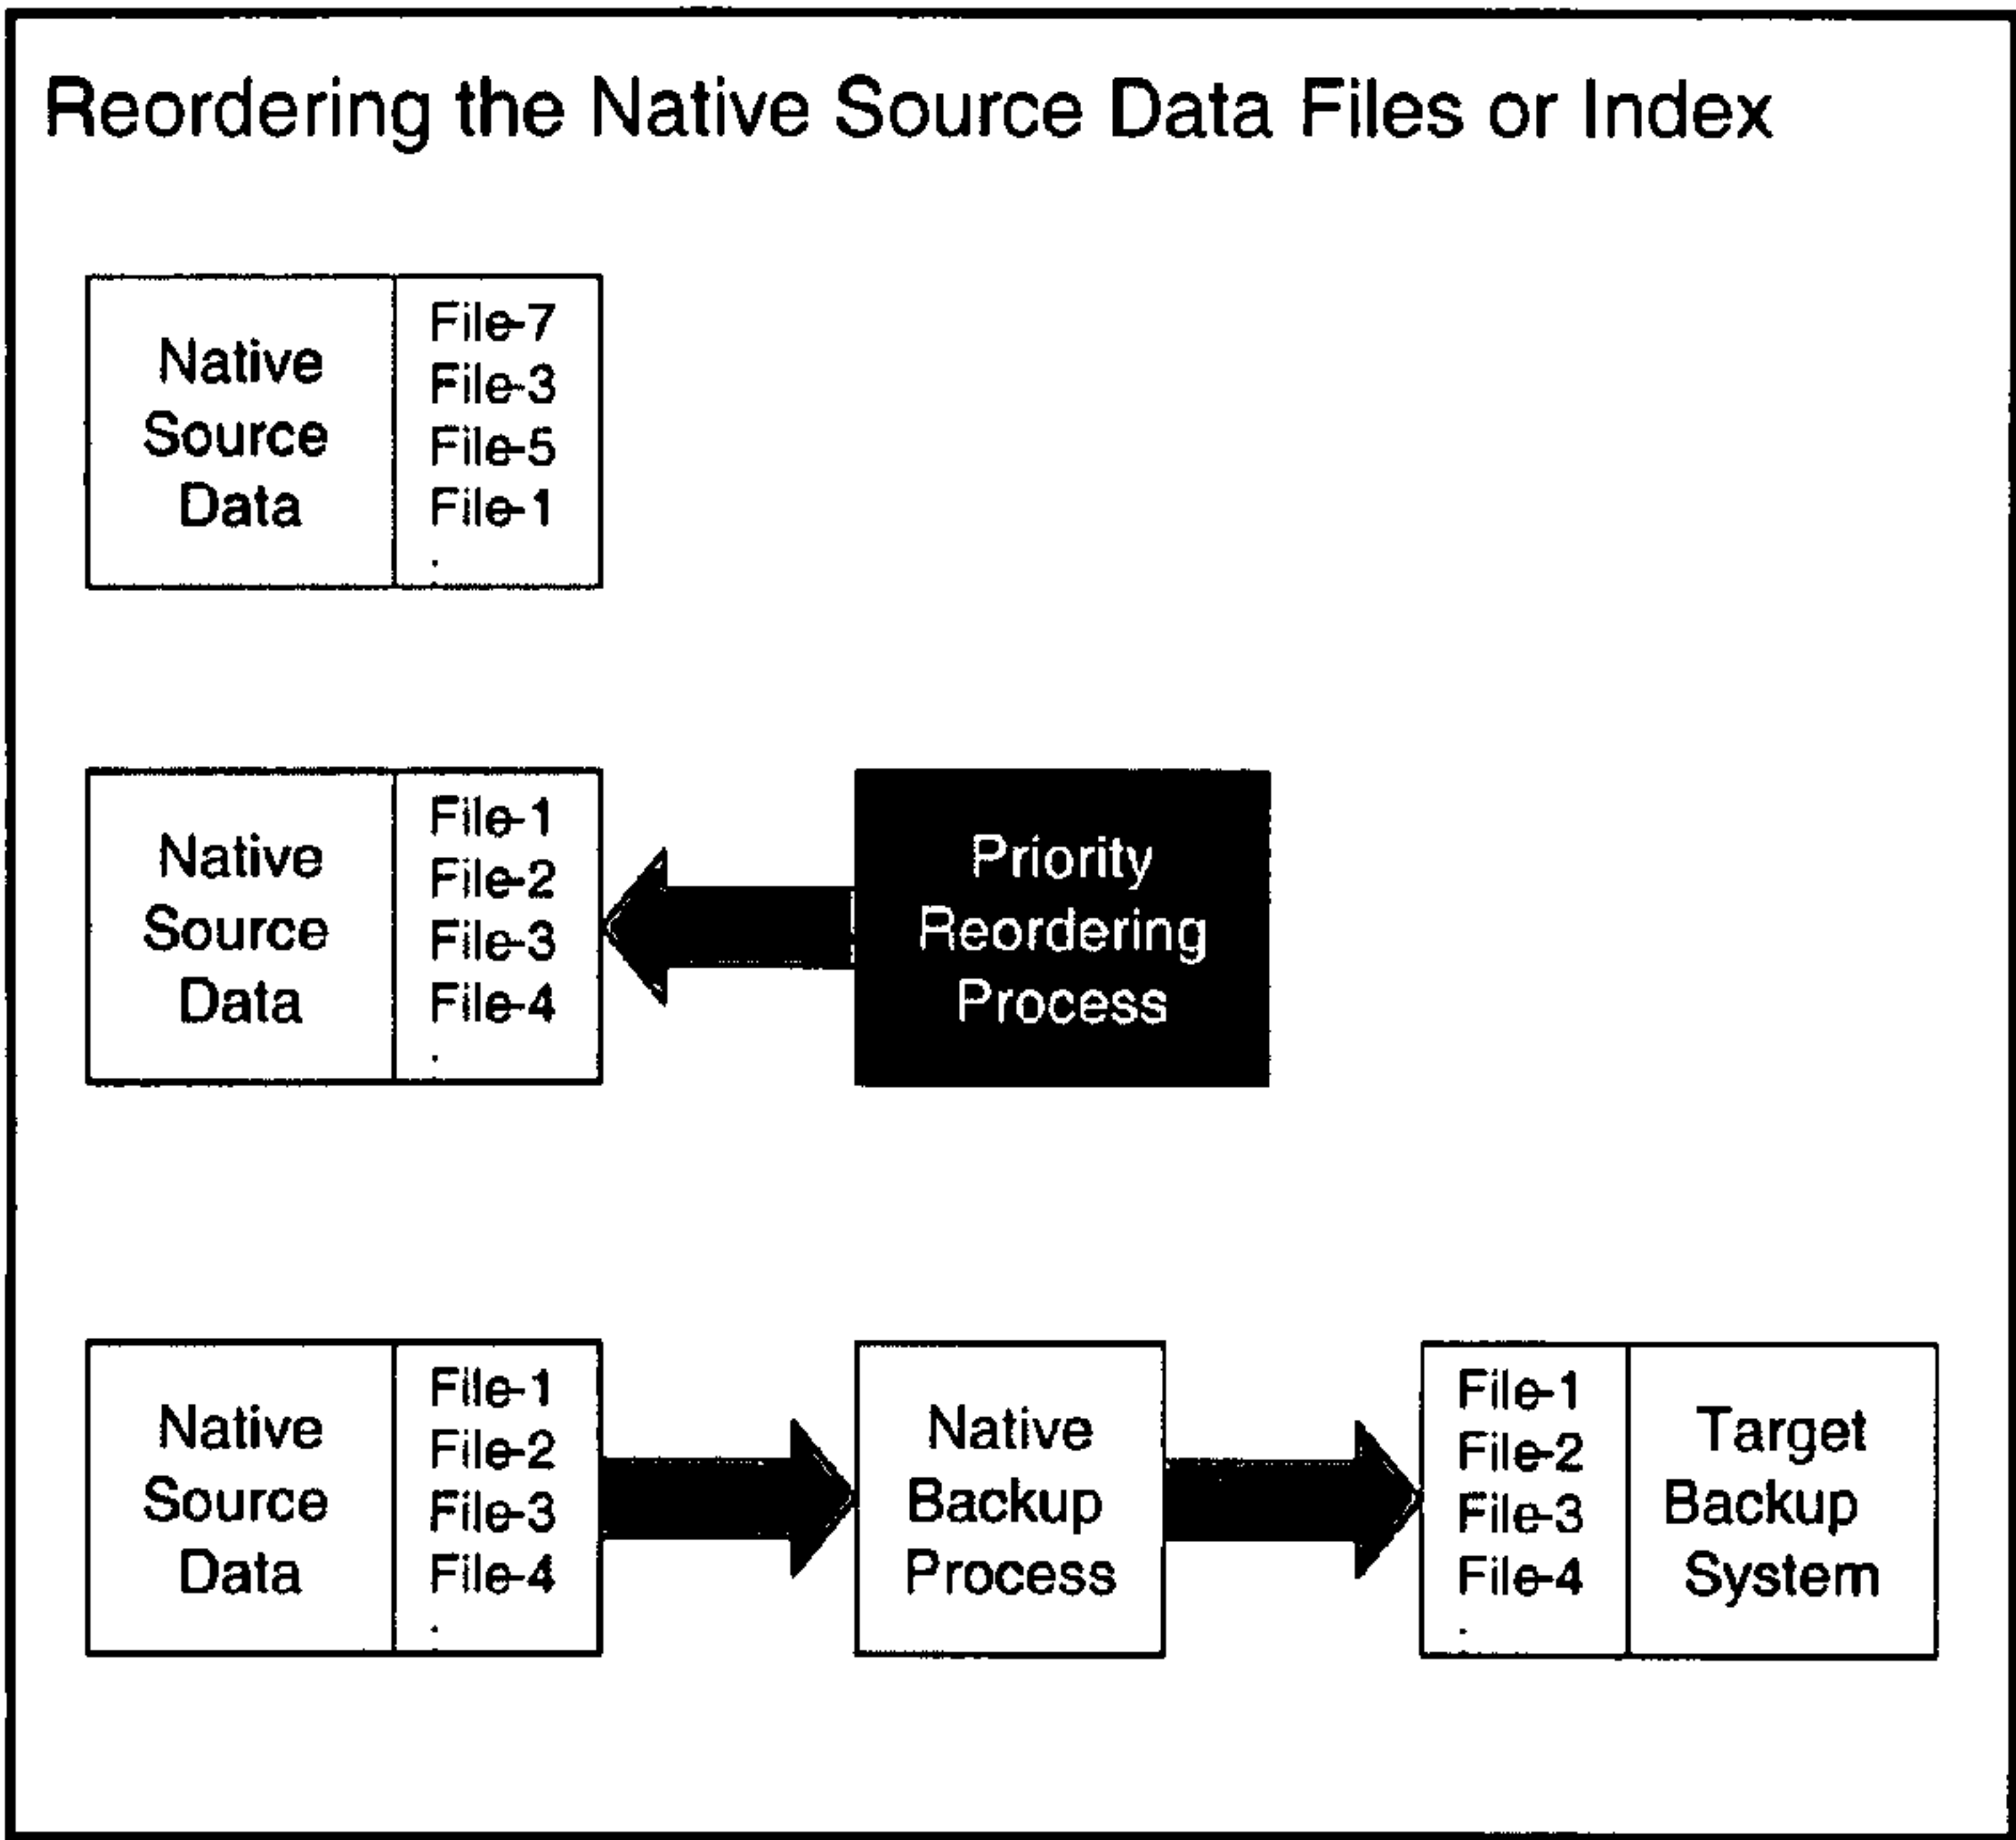 Reordering the Native Source Data Files or Index
Native
Source
Data
File-7
File-3
File-5
File-1
.
Native
Source
Data
File-1
File-2
File-3
File-4
.
Priority
Reordering
Process
Native
Source
Data
File-1
File-2
File-3
File-4
.
Native
Backup
Process
File-1
File-2
File-3
File-4
.
Target
Backup
System